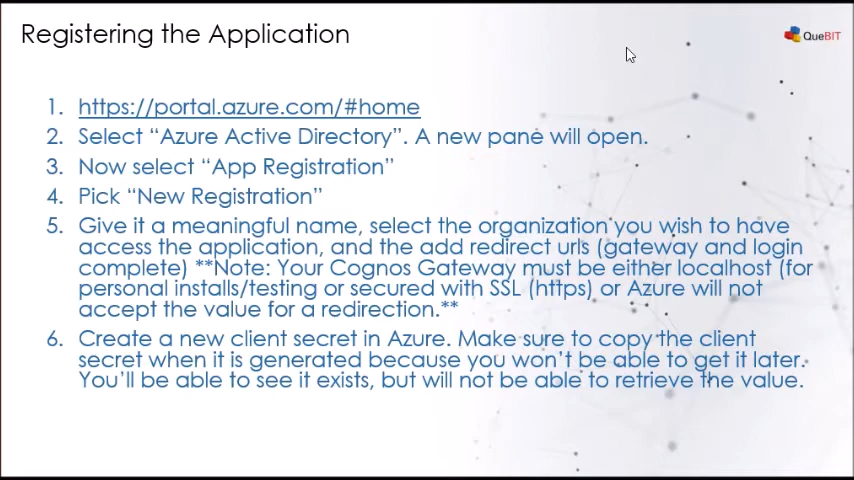 Registering the Application
QueBIT
1. https://portal.azure.com/#home
2. Select “Azure Active Directory”. A new pane will open.
3. Now select “App Registration”
4. Pick “New Registration”
5. Give it a meaningful name, select the organization you wish to have
access the application, and the add redirect urls (gateway and login
complete) **Note: Your Cognos Gateway must be either localhost (for
personal installs/testing or secured with SSL (https) or Azure will not
accept the value for a redirection.**
6. Create a new client secret in Azure. Make sure to copy the client
secret when it is generated because you won’t be able to get it later.
You’ll be able to see it exists, but will not be able to retrieve the value.